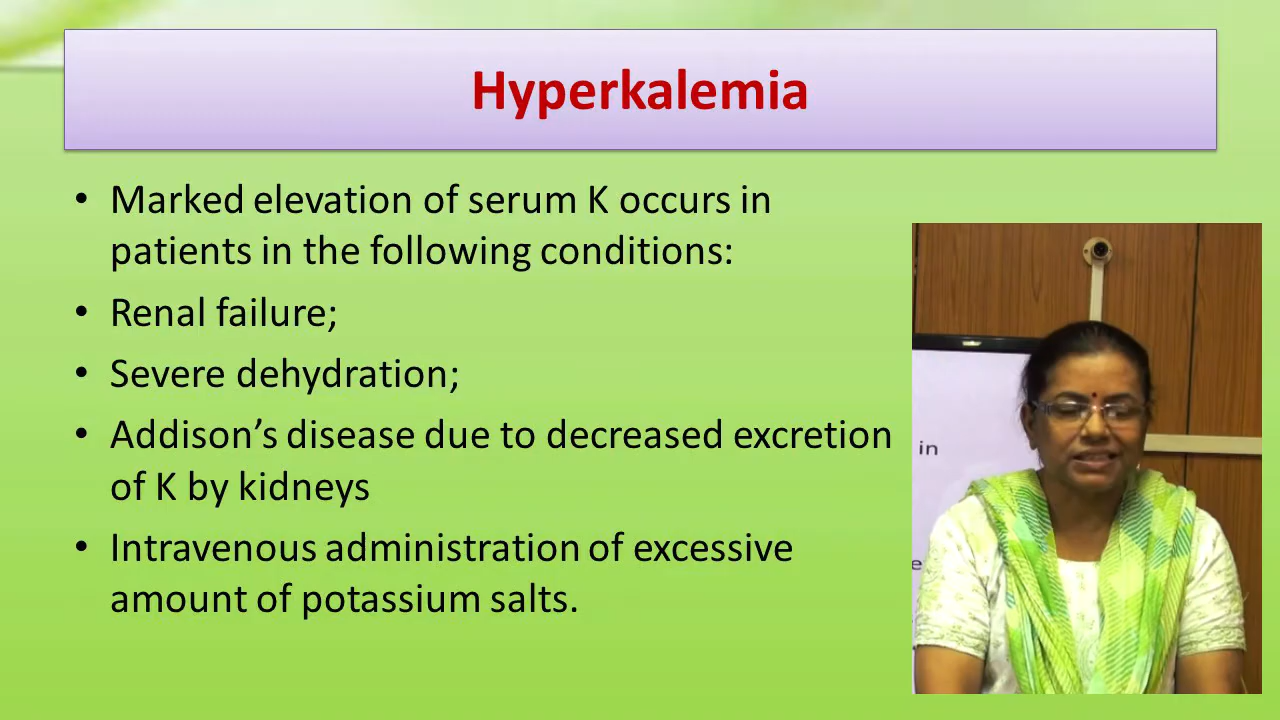 Hyperkalemia
• Marked elevation of serum K occurs in
patients in the following conditions:
• Renal failure;
• Severe dehydration;
• Addison’s disease due to decreased excretion
of K by kidneys
• Intravenous administration of excessive
amount of potassium salts.
in
e